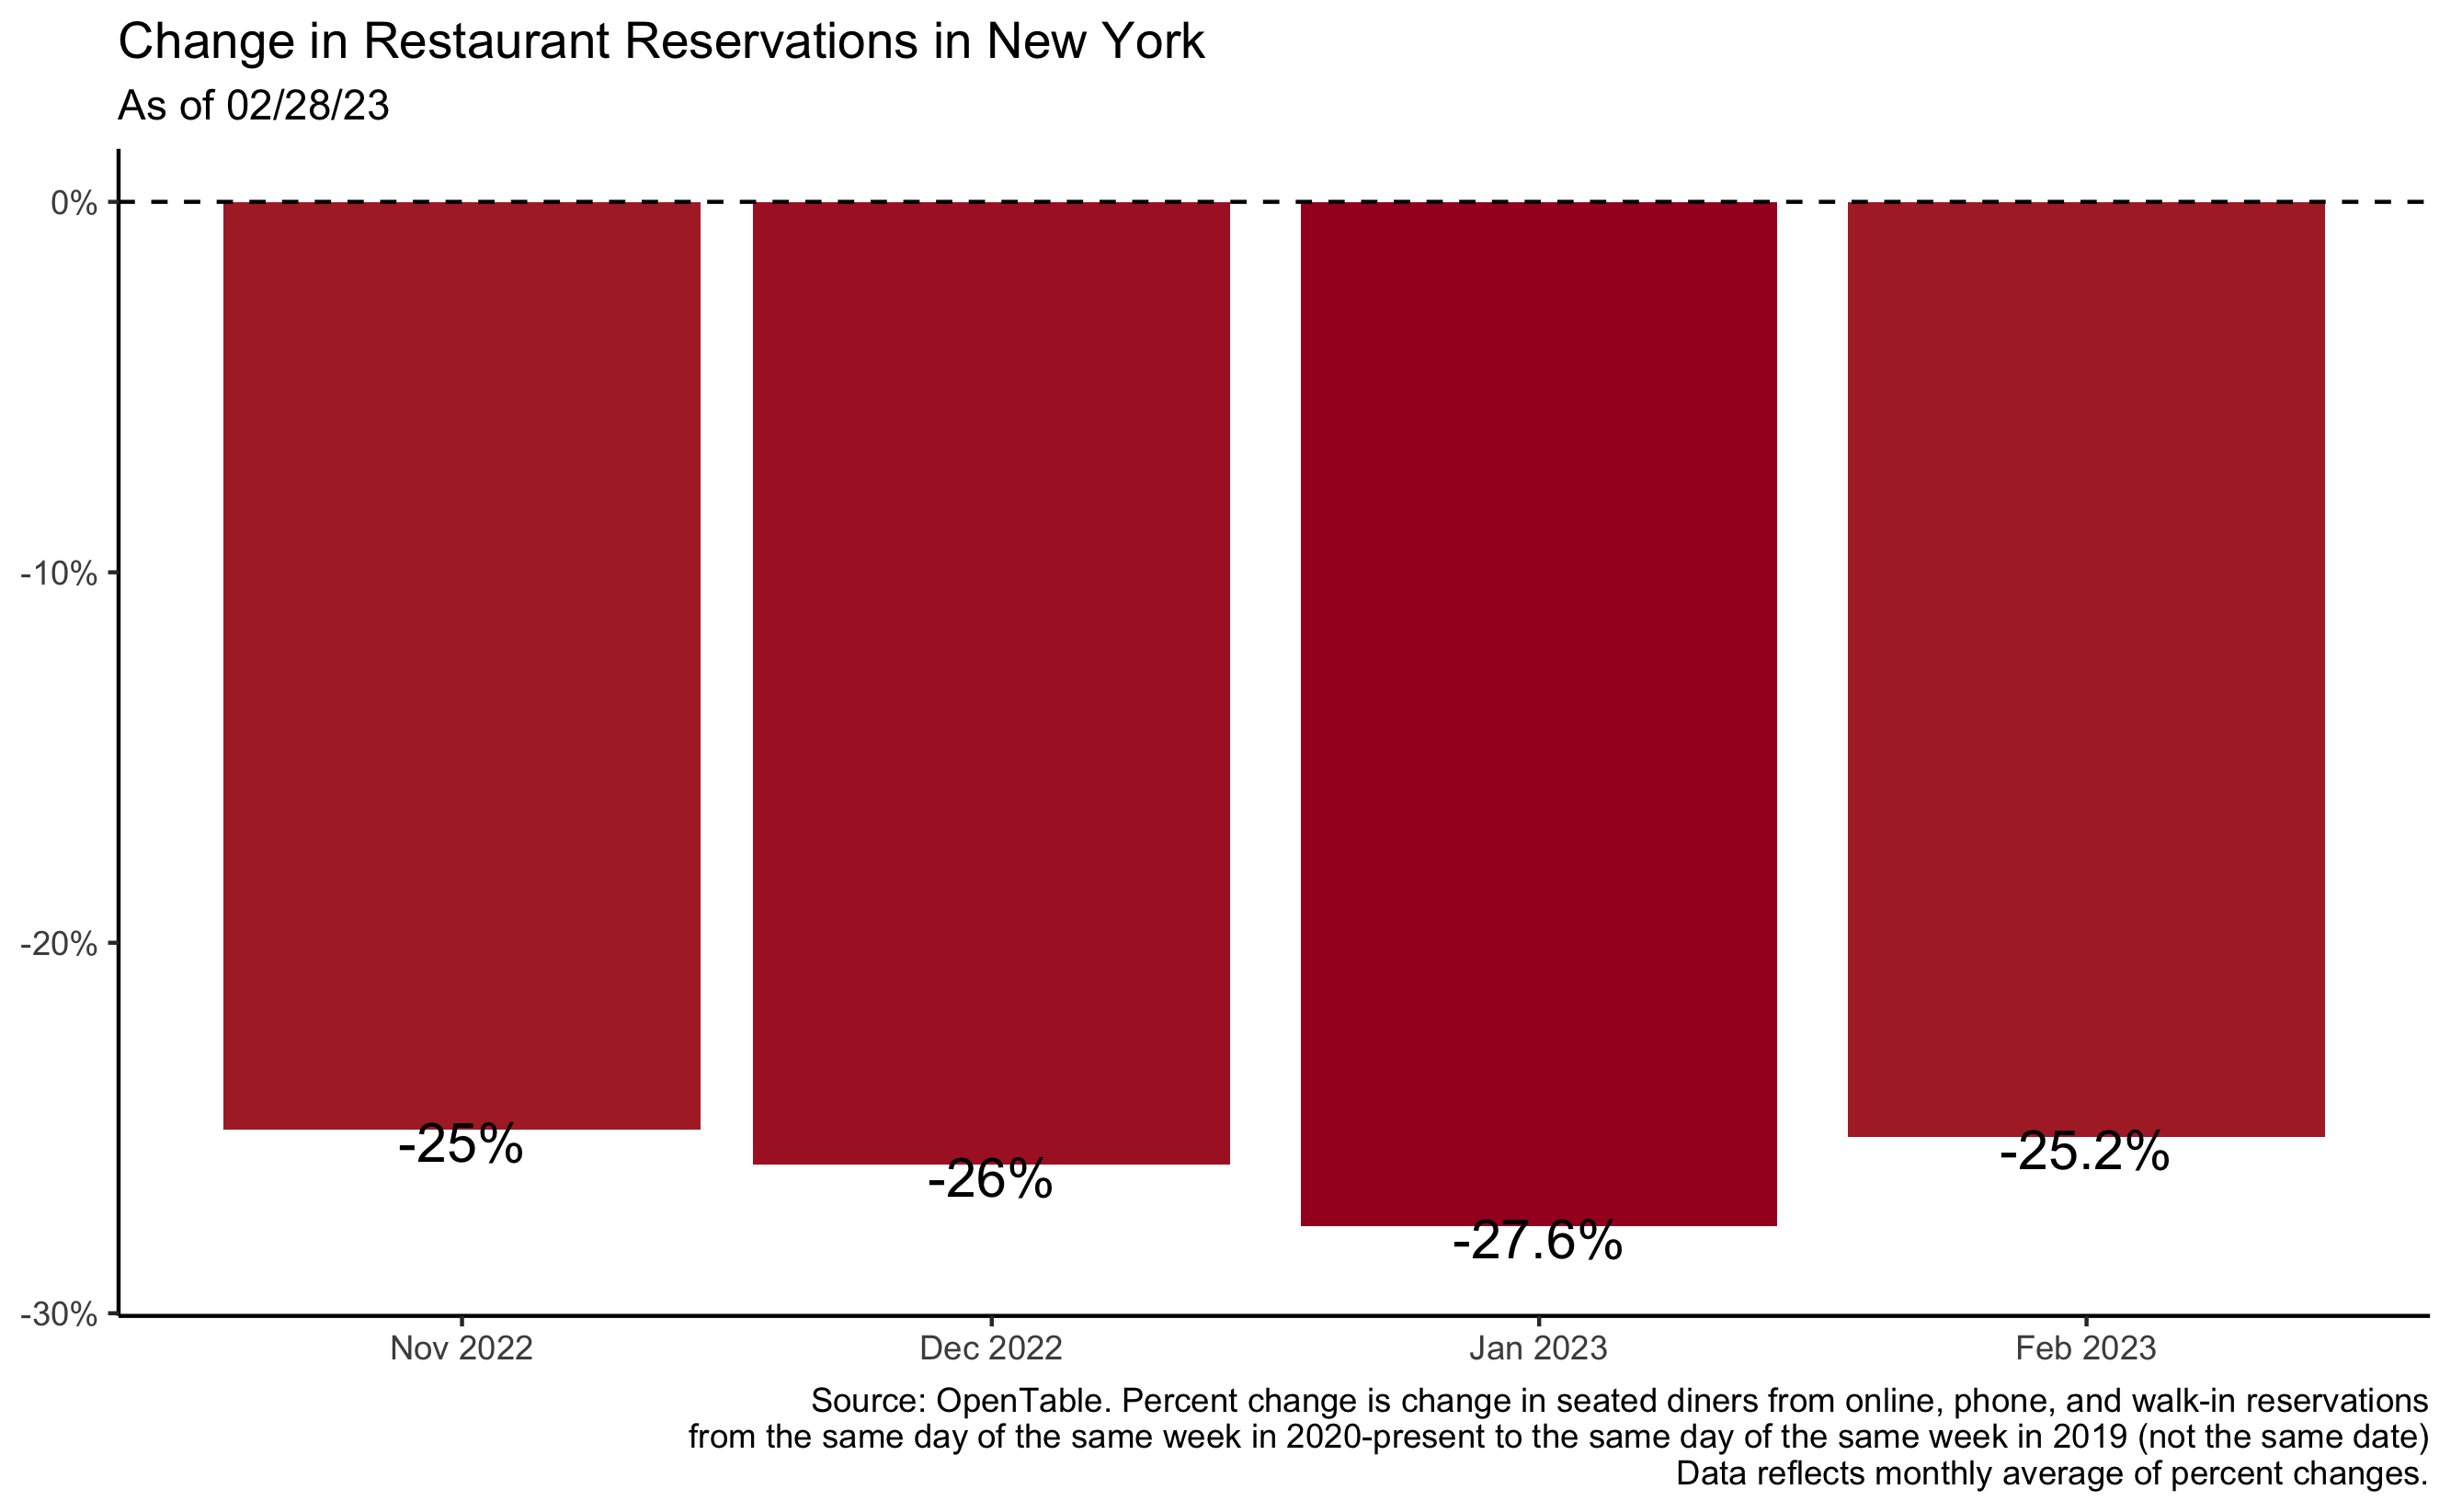 Change in Restaurant Reservations in New York
As of 02/28/23
0%
-10%
-20%
-30%
-25%
-26%
-27.6%
-25.2%
Nov 2022
Dec 2022
Jan 2023
Feb 2023
Source: OpenTable. Percent change is change in seated diners from online, phone, and walk-in reservations
from the same day of the same week in 2020-present to the same day of the same week in 2019 (not the same date)
Data reflects monthly average of percent changes.